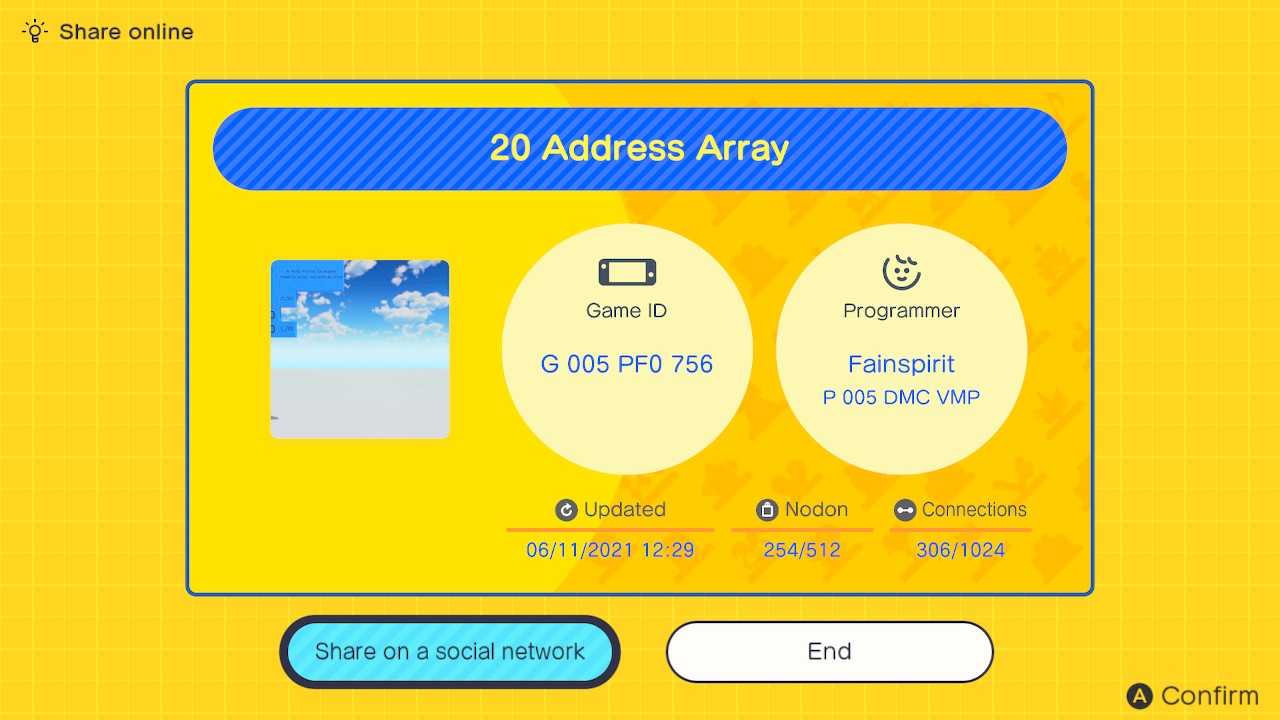 Share online
20 Address Array
Game ID
G 005 PF0 756
Programmer
Fainspirit
P 005 DMC VMP
Updated
Nodon
Connections
06/11/2021 12:29
254/512
306/1024
Share on a social network
End
A Confirm